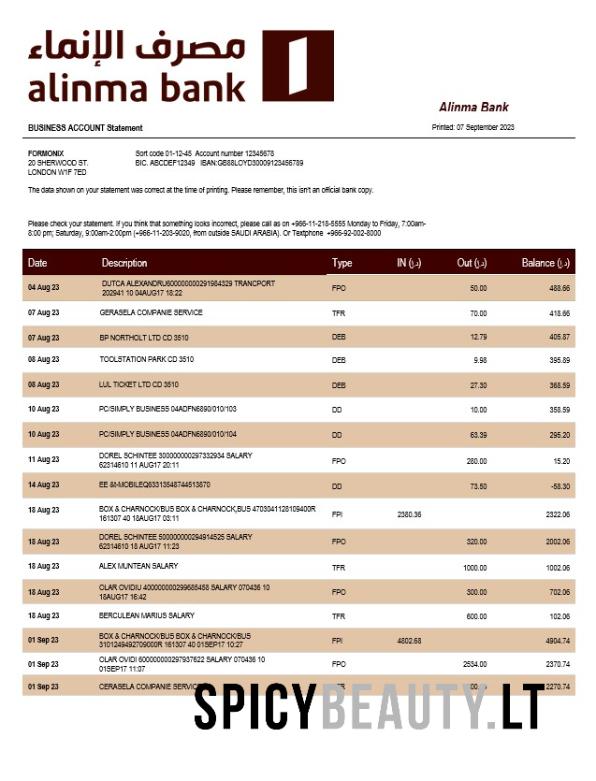 مصرف الإنماء
alinma bank
Alinma Bank
BUSINESS ACCOUNT Statement
Printed: 07 September 2023
FORMONIX
20 SHERWOOD ST.
LONDON W1F 7ED
Sort code 01-12-45 Account number 12345678
BIC. ABCDEF12349 IBAN:GB88LOYD30009123456789
The data shown on your statement was correct at the time of printing. Please remember, this isn't an official bank copy.
Please check your statement. If you think that something looks incorrect, please call as on +966-11-218-5555 Monday to Friday, 7:00am-
8:00 pm; Saturday, 9:00am-2:00pm (+966-11-203-9020, from outside SAUDI ARABIA). Or Textphone +966-92-002-8000
Date Description Type IN (د.إ) Out (د.إ) Balance (د.إ)
04 Aug 23 DUTCA ALEXANDRU600000000291984329 TRANCPORT FPO 50.00 488.66
202941 10 04AUG17 18:22
07 Aug 23 GERASELA COMPANIE SERVICE TFR 70.00 418.66
07 Aug 23 BP NORTHOLT LTD CD 3510 DEB 12.79 405.87
08 Aug 23 TOOLSTATION PARK CD 3510 DEB 9.98 395.89
08 Aug 23 LUL TICKET LTD CD 3510 DEB 27.30 368.59
10 Aug 23 PC/SIMPLY BUSINESS 04ADFN6890/010/103 DD 10.00 358.59
10 Aug 23 PC/SIMPLY BUSINESS 04ADFN6890/010/104 DD 63.39 295.20
11 Aug 23 DOREL SCHINTEE 300000000297332934 SALARY FPO 280.00 15.20
62314610 11 AUG17 20:11
14 Aug 23 EE &t-MOBILEQ63313548744513870 DD 73.50 -58.30
18 Aug 23 BOX & CHARNOCK/BUS BOX & CHARNOCK,BUS 4703041128109400R FPI 2380.36 2322.06
161307 40 18AUG17 03:11
18 Aug 23 DOREL SCHINTEE 500000000294914525 SALARY FPO 320.00 2002.06
62314610 18 AUG17 11:23
18 Aug 23 ALEX MUNTEAN SALARY TFR 1000.00 1002.06
18 Aug 23 OLAR OVIDIU 400000000299685458 SALARY 070436 10 FPO 300.00 702.06
18AUG17 16:42
18 Aug 23 BERCULEAN MARIUS SALARY TFR 600.00 102.06
01 Sep 23 BOX & CHARNOCK/BUS BOX & CHARNOCK/BUS FPI 4802.68 4904.74
3101249492709000R 161307 40 01SEP17 10:27
01 Sep 23 OLAR OVIDI 600000000297937622 SALARY 070436 10 FPO 2534.00 2370.74
01SEP17 11:07
01 Sep 23 CERASELA COMPANIE SERVICE 2270.74
SPICYBEAUTY.LT